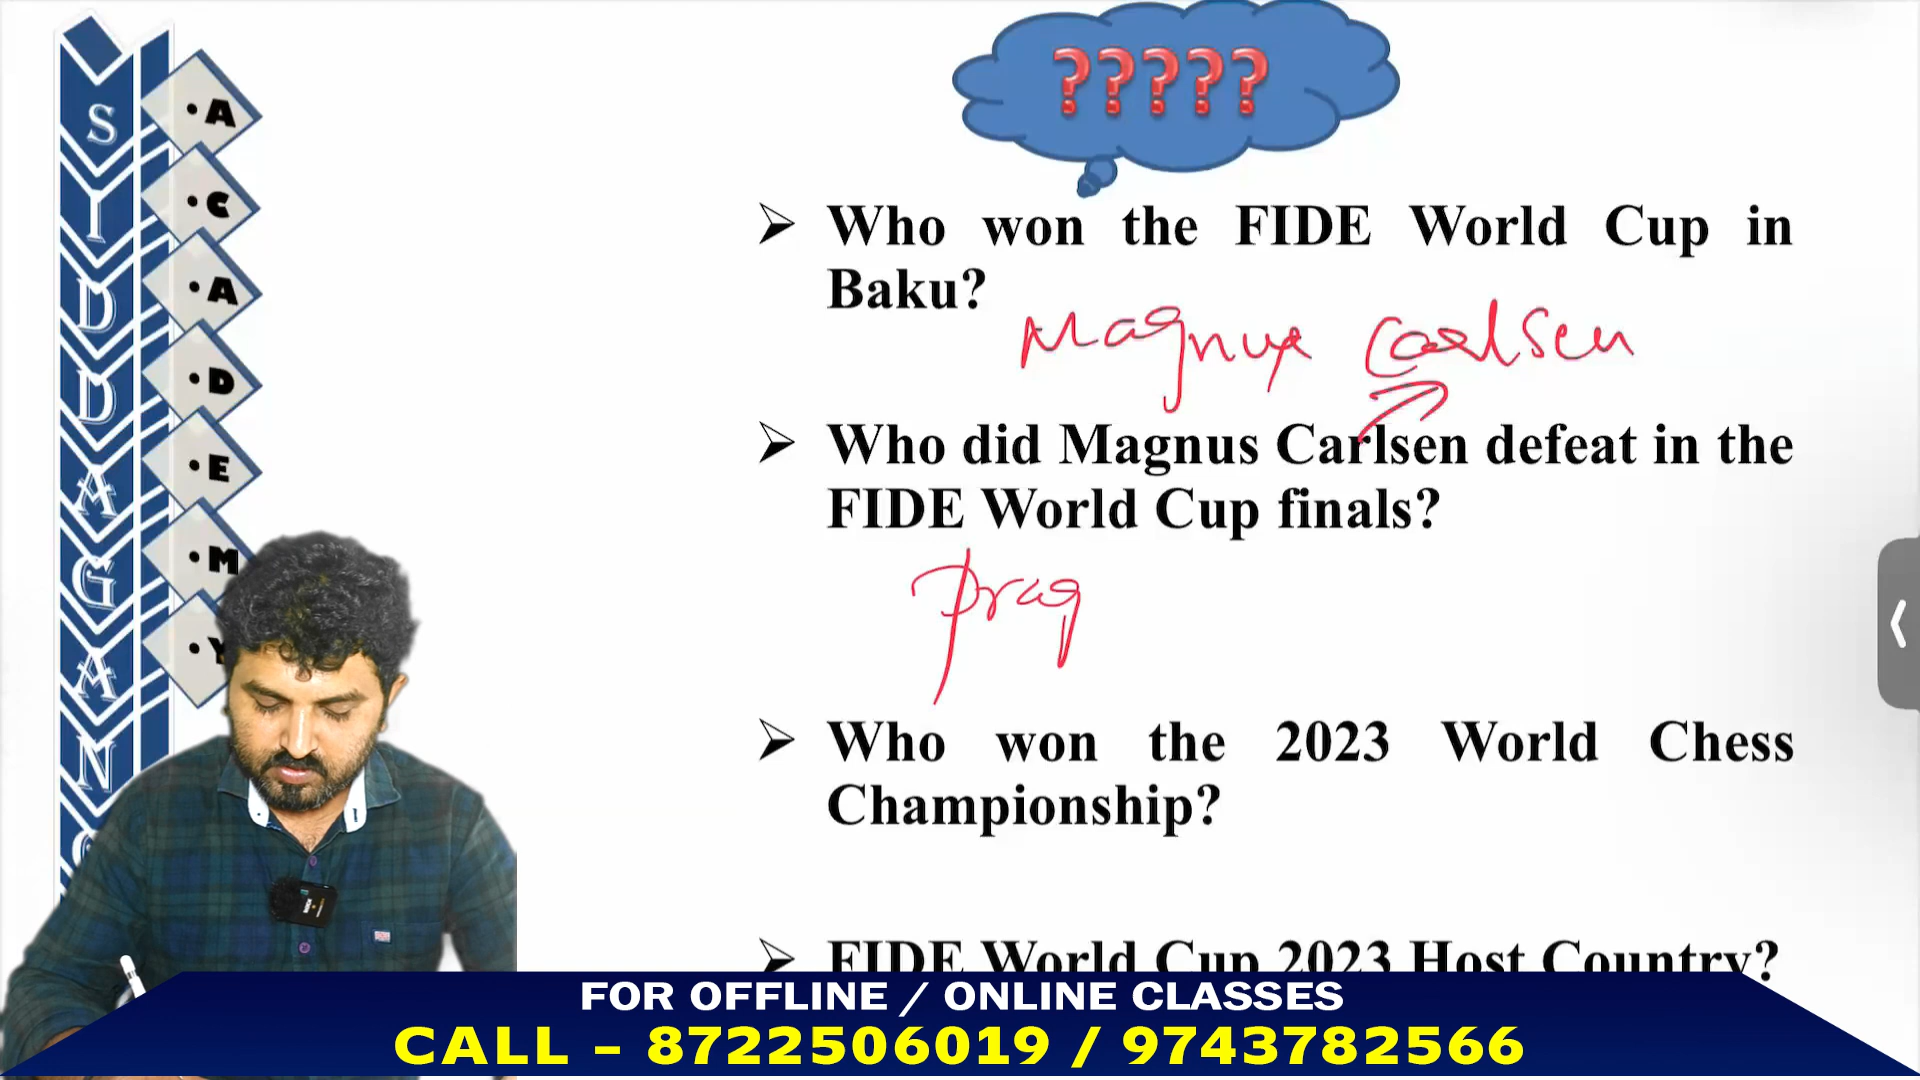 ?????
S Y D D A G A N G
• A
• C
• A
• D
• E
• M
• Y
➢ Who won the FIDE World Cup in
Baku?
Magnus Carlsen
➢ Who did Magnus Carlsen defeat in the
FIDE World Cup finals?
prag
➢ Who won the 2023 World Chess
Championship?
➢ FIDE World Cup 2023 Host Country?
FOR OFFLINE / ONLINE CLASSES
CALL – 8722506019 / 9743782566